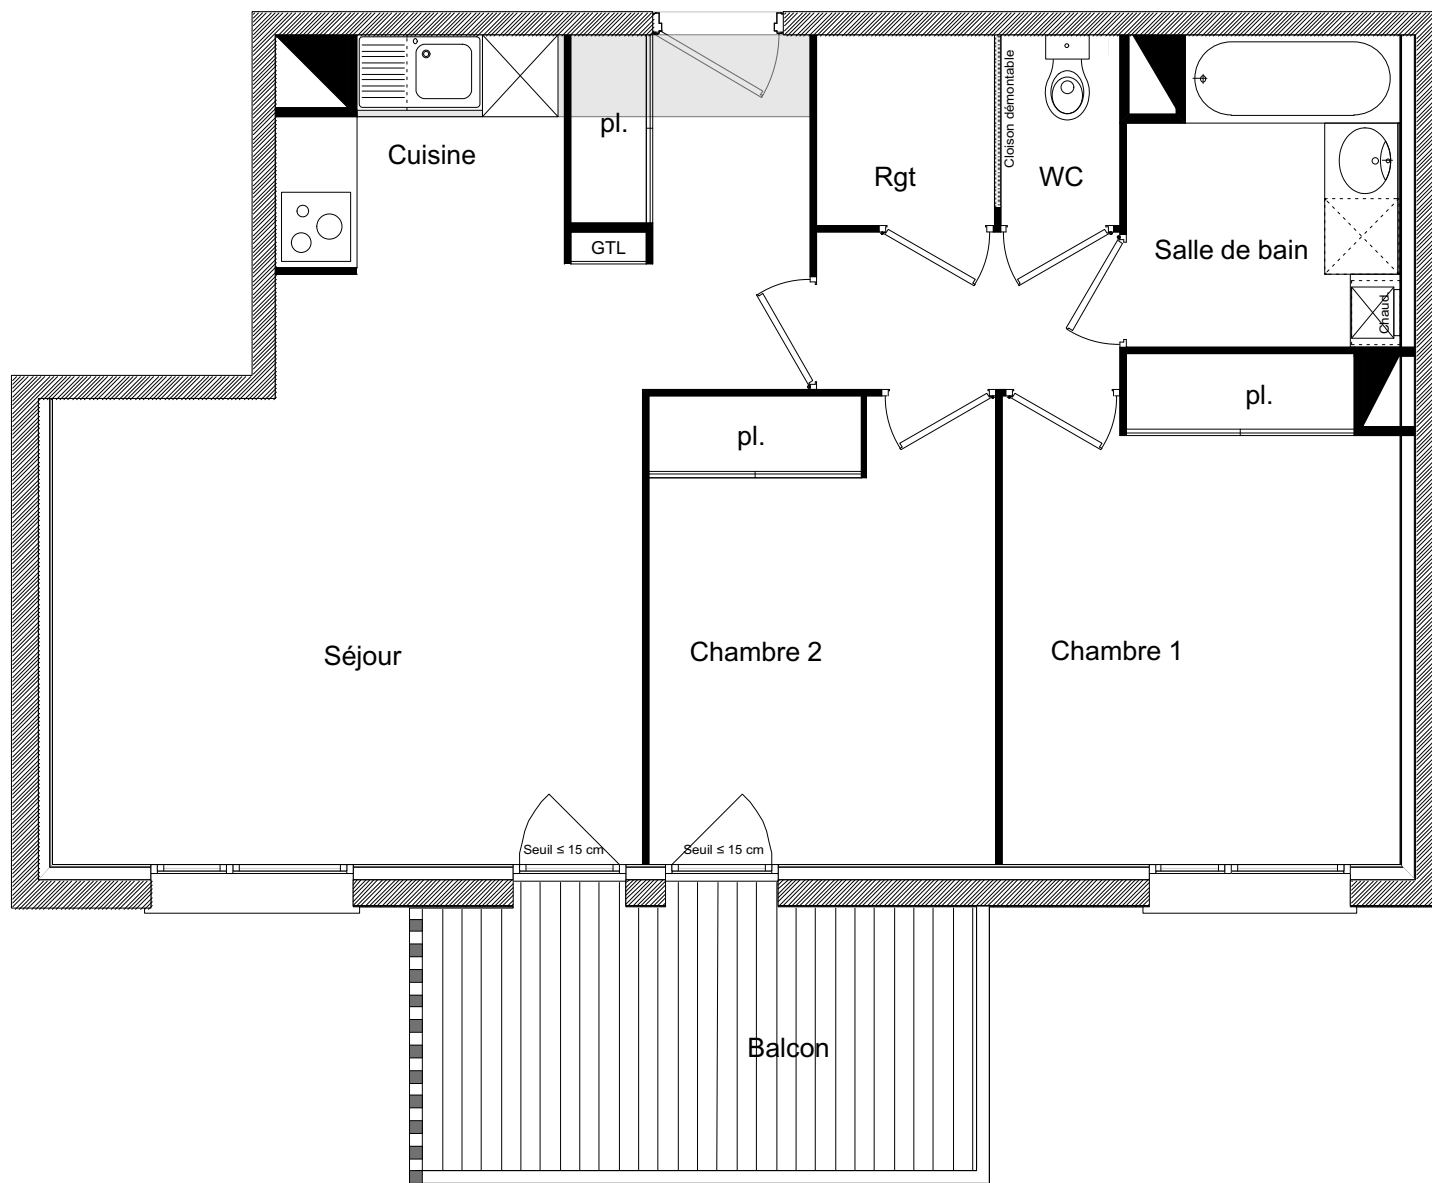 pl.
Cuisine
GTL
Rgt
Cloison démontable
WC
Salle de bain
Chaud
pl.
pl.
Séjour
Chambre 2
Chambre 1
Seuil ≤ 15 cm
Seuil ≤ 15 cm
Balcon